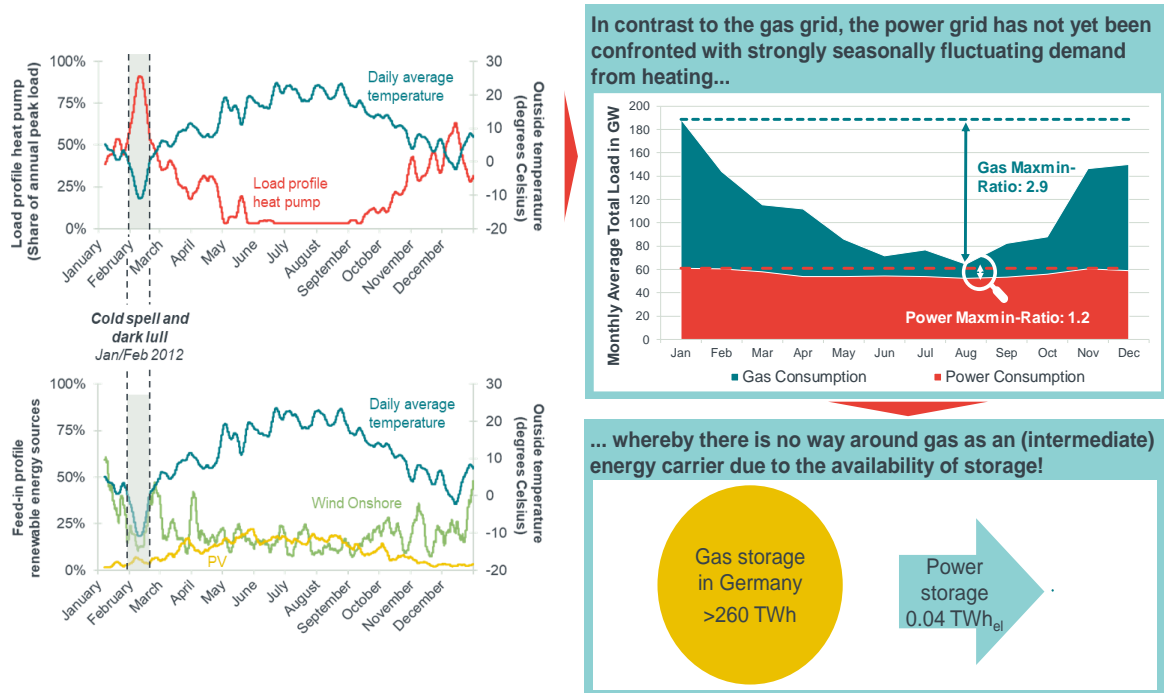 Load profile heat pump
(Share of annual peak load)
100%
75%
50%
25%
0%
30
20
10
0
-10
-20
Outside temperature
(degrees Celsius)
Daily average
temperature
Load profile
heat pump
January
February
March
April
May
June
July
August
September
October
November
December
Cold spell and
dark lull
Jan/Feb 2012
Feed-in profile
renewable energy sources
100%
75%
50%
25%
0%
30
20
10
0
-10
-20
Outside temperature
(degrees Celsius)
Daily average
temperature
Wind Onshore
PV
January
February
March
April
May
June
July
August
September
October
November
December
In contrast to the gas grid, the power grid has not yet been
confronted with strongly seasonally fluctuating demand
from heating...
Monthly Average Total Load in GW
200
180
160
140
120
100
80
60
40
20
0
Gas Maxmin-
Ratio: 2.9
Power Maxmin-Ratio: 1.2
Jan Feb Mar Apr May Jun Jul Aug Sep Oct Nov Dec
Gas Consumption Power Consumption
... whereby there is no way around gas as an (intermediate)
energy carrier due to the availability of storage!
Gas storage
in Germany
>260 TWh
Power
storage
0.04 TWhel